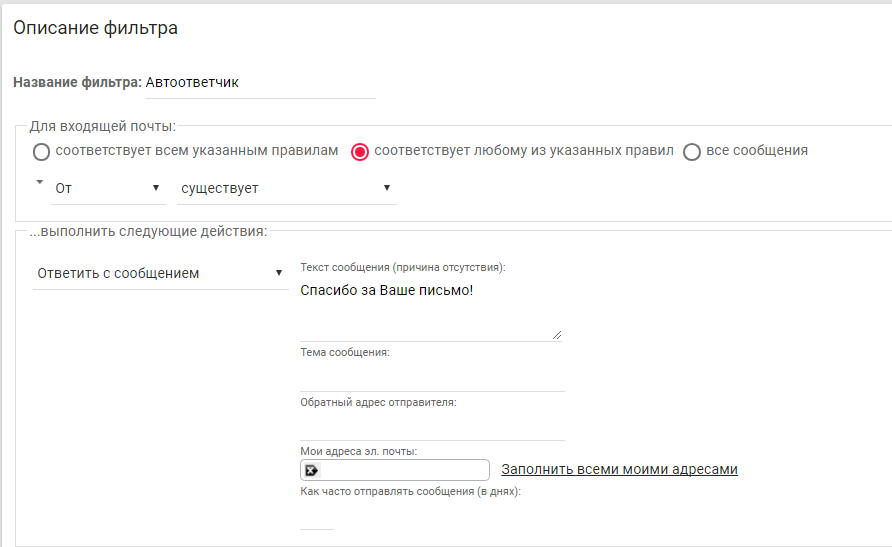 Описание фильтра
Название фильтра: Автоответчик
Для входящей почты:
соответствует всем указанным правилам соответствует любому из указанных правил все сообщения
От существует
...выполнить следующие действия:
Ответить с сообщением
Текст сообщения (причина отсутствия):
Спасибо за Ваше письмо!
Тема сообщения:
Обратный адрес отправителя:
Мои адреса эл. почты:
Заполнить всеми моими адресами
Как часто отправлять сообщения (в днях):